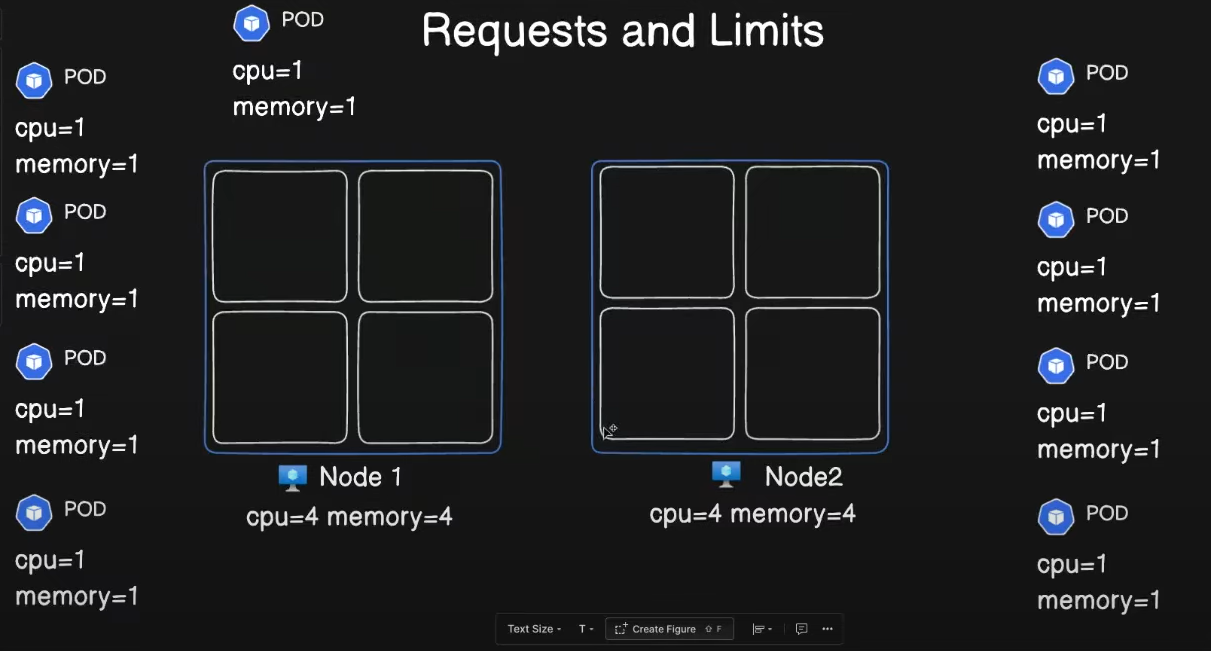 Requests and Limits
POD
cpu=1
memory=1
POD
cpu=1
memory=1
POD
cpu=1
memory=1
POD
cpu=1
memory=1
POD
cpu=1
memory=1
Node 1
cpu=4 memory=4
Node2
cpu=4 memory=4
POD
cpu=1
memory=1
POD
cpu=1
memory=1
POD
cpu=1
memory=1
POD
cpu=1
memory=1
Text Size T Create Figure ⇧ F